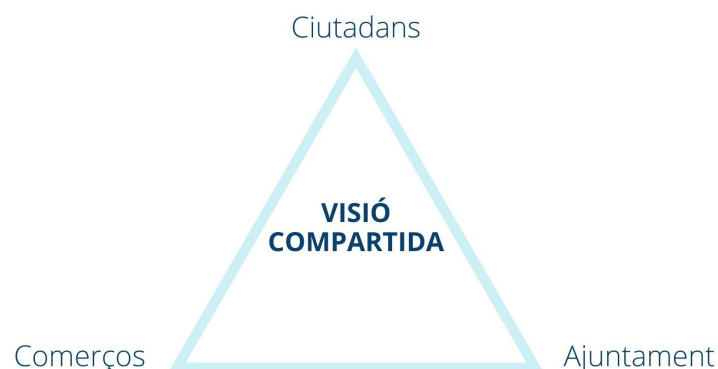 Ciutadans
VISIÓ
COMPARTIDA
Comerços
Ajuntament